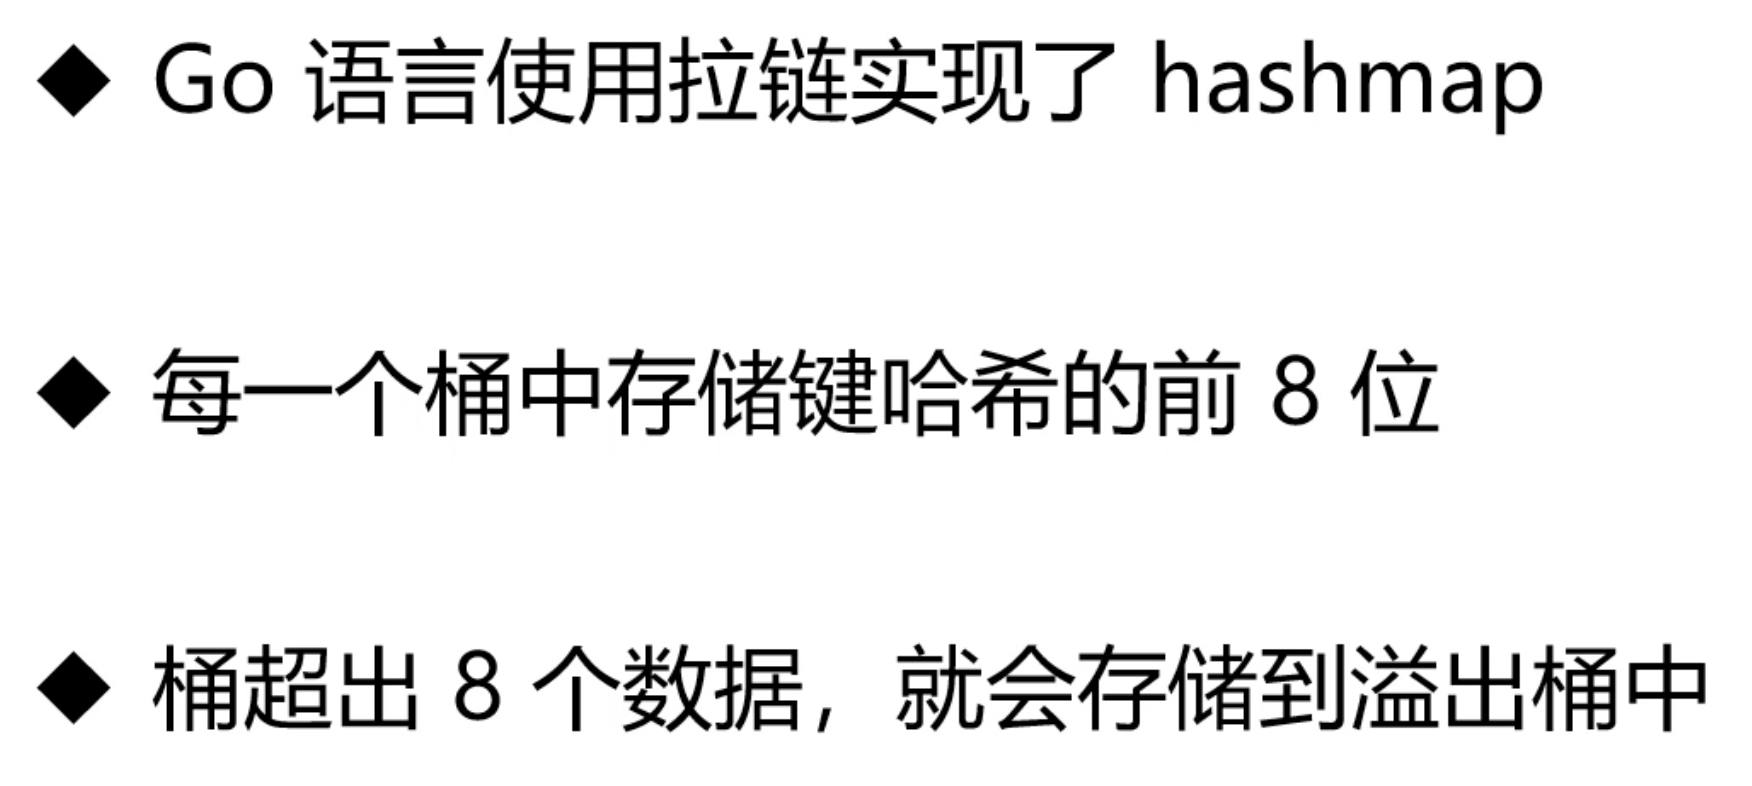 ◆ Go 语言使用拉链实现了 hashmap
◆ 每一个桶中存储键哈希的前 8 位
◆ 桶超出 8 个数据，就会存储到溢出桶中